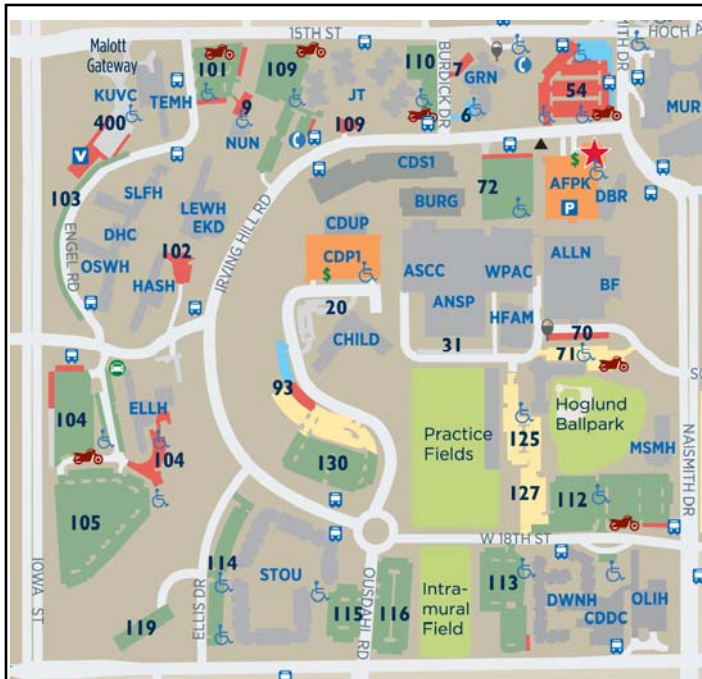 15TH ST
HOCH A
Malott
Gateway
KUVC
TEMH
101
109
110
BURDICK DR
7
GRN
54
MITH DR
MUR
400
9
NUN
JT
109
6
V
103
SLFH
LEWH
EKD
DHC
OSWH
102
HASH
ENGEL RD
IRVING HILL RD
CDS1
BURG
72
$
AFPK
P
DBR
CDUP
CDP1
$
ASCC
WPAC
ALLN
BF
ANSP
HFAM
20
CHILD
31
70
71
SU
93
104
ELLH
104
105
130
Practice
Fields
125
127
Hoglund
Ballpark
MSMH
112
NAISMITH DR
IOWA ST
W 18TH ST
114
STOU
ELLIS DR
119
115
OUSDAHL RD
116
Intra-
mural
Field
113
DWNH
CDDC
OLIH